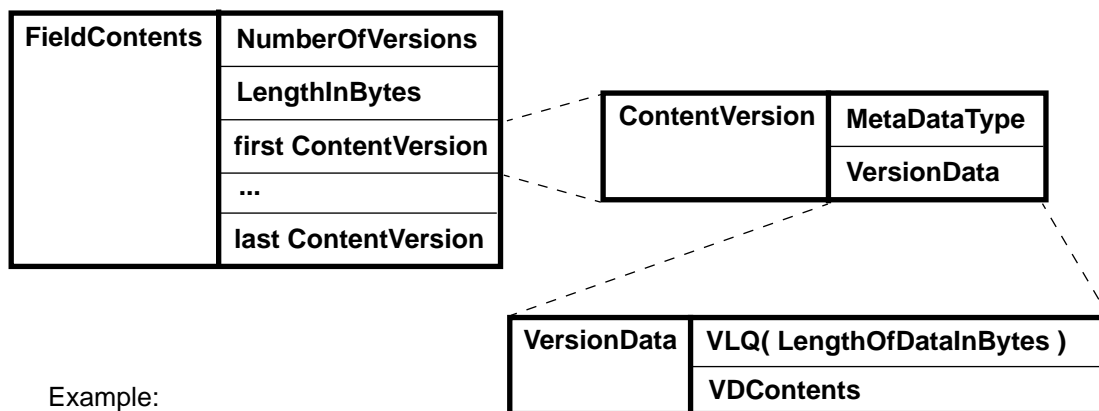 FieldContents
NumberOfVersions
LengthInBytes
first ContentVersion
...
last ContentVersion
ContentVersion
MetaDataType
VersionData
VersionData
VLQ( LengthOfDataInBytes )
VDContents
Example: